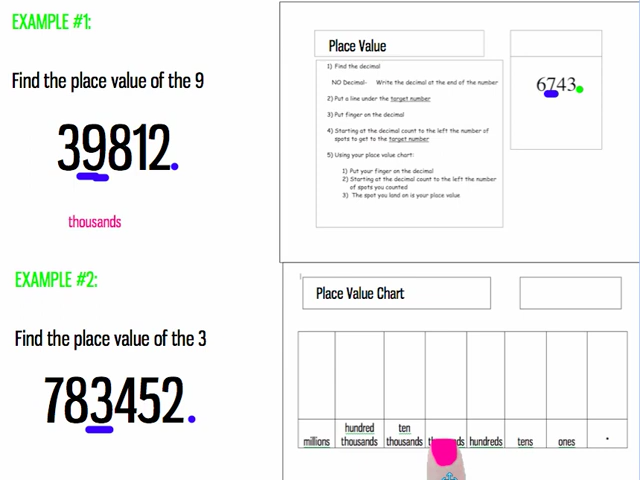 EXAMPLE #1:
Find the place value of the 9
39812.
thousands
EXAMPLE #2:
Find the place value of the 3
783452.
Place Value
1) Find the decimal
NO Decimal- Write the decimal at the end of the number
2) Put a line under the target number
3) Put finger on the decimal
4) Starting at the decimal count to the left the number
of spots to get to the target number
5) Using your place value chart:
1) Put your finger on the decimal
2) Starting at the decimal count to the left the number
of spots you counted
3) The spot you land on is your place value
6743.
Place Value Chart
millions
hundred
thousands
ten
thousands
hundreds
tens
ones
.